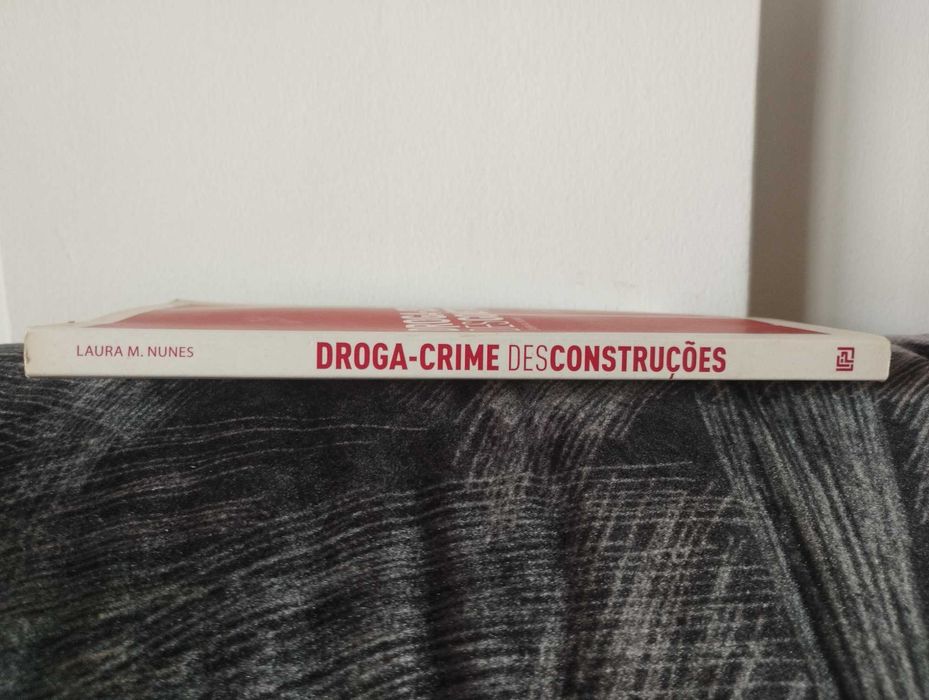 LAURA M. NUNES
DROGA-CRIME DESCONSTRUÇÕES